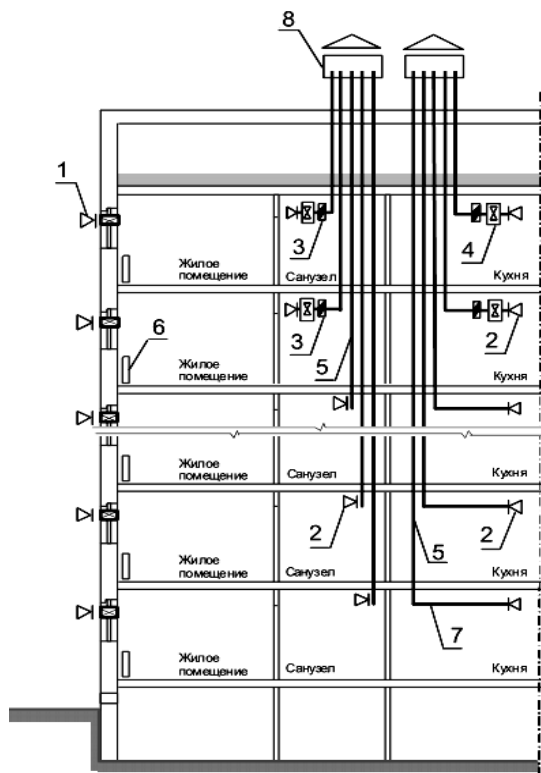 8
1
3
4
Жилое
помещение
Санузел
Кухня
6
3
5
2
Жилое
помещение
Кухня
Жилое
помещение
Санузел
Кухня
2
5
2
Жилое
помещение
Санузел
Кухня
7
Жилое
помещение
Санузел
Кухня